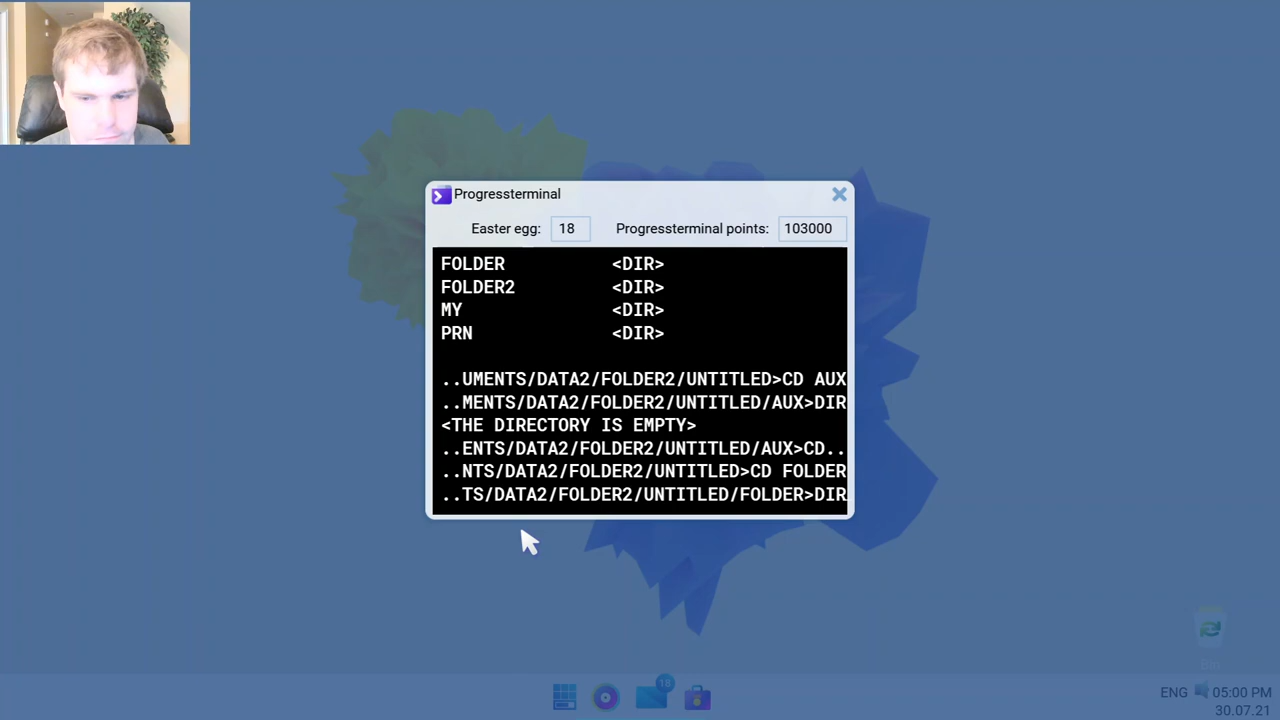 Progressterminal
Easter egg: 18 Progressterminal points: 103000
FOLDER <DIR>
FOLDER2 <DIR>
MY <DIR>
PRN <DIR>
..UMENTS/DATA2/FOLDER2/UNTITLED>CD AUX
..MENTS/DATA2/FOLDER2/UNTITLED/AUX>DIR
<THE DIRECTORY IS EMPTY>
..ENTS/DATA2/FOLDER2/UNTITLED/AUX>CD..
..NTS/DATA2/FOLDER2/UNTITLED>CD FOLDER
..TS/DATA2/FOLDER2/UNTITLED/FOLDER>DIR
Bin
18
ENG 05:00 PM
30.07.21